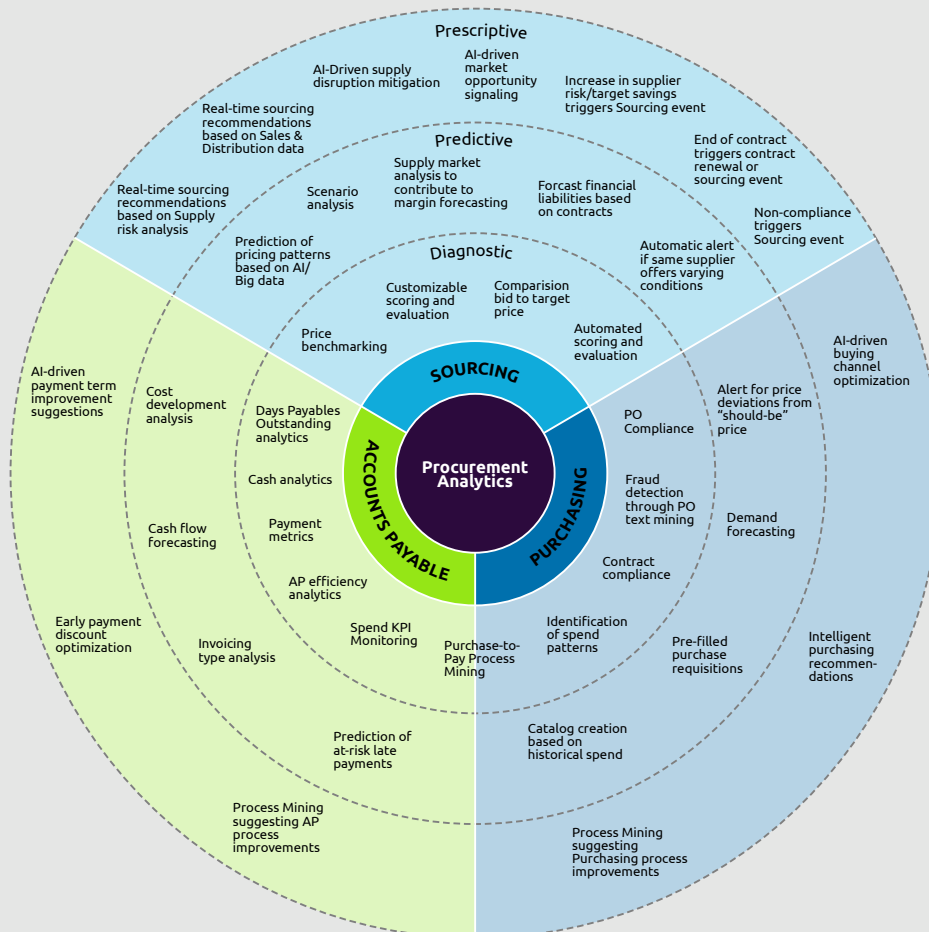 Prescriptive
AI-Driven supply
disruption mitigation
AI-driven
market
opportunity
signaling
Increase in supplier
risk/target savings
triggers Sourcing event
Real-time sourcing
recommendations
based on Sales &
Distribution data
End of contract
triggers contract
renewal or
sourcing event
Real-time sourcing
recommendations
based on Supply
risk analysis
Non-compliance
triggers
Sourcing event
Predictive
Scenario
analysis
Supply market
analysis to
contribute to
margin forecasting
Forcast financial
liabilities based
on contracts
Prediction of
pricing patterns
based on AI/
Big data
Automatic alert
if same supplier
offers varying
conditions
Diagnostic
Customizable
scoring and
evaluation
Comparision
bid to target
price
Price
benchmarking
Automated
scoring and
evaluation
SOURCING
Procurement
Analytics
ACCOUNTS PAYABLE
PURCHASING
AI-driven
payment term
improvement
suggestions
Cost
development
analysis
Days Payables
Outstanding
analytics
Cash analytics
Payment
metrics
Cash flow
forecasting
AP efficiency
analytics
Spend KPI
Monitoring
Early payment
discount
optimization
Invoicing
type analysis
Purchase-to-
Pay Process
Mining
Prediction of
at-risk late
payments
Process Mining
suggesting AP
process
improvements
AI-driven
buying
channel
optimization
Alert for price
deviations from
“should-be”
price
PO
Compliance
Fraud
detection
through PO
text mining
Demand
forecasting
Contract
compliance
Identification
of spend
patterns
Pre-filled
purchase
requisitions
Intelligent
purchasing
recommen-
dations
Catalog creation
based on
historical spend
Process Mining
suggesting
Purchasing process
improvements